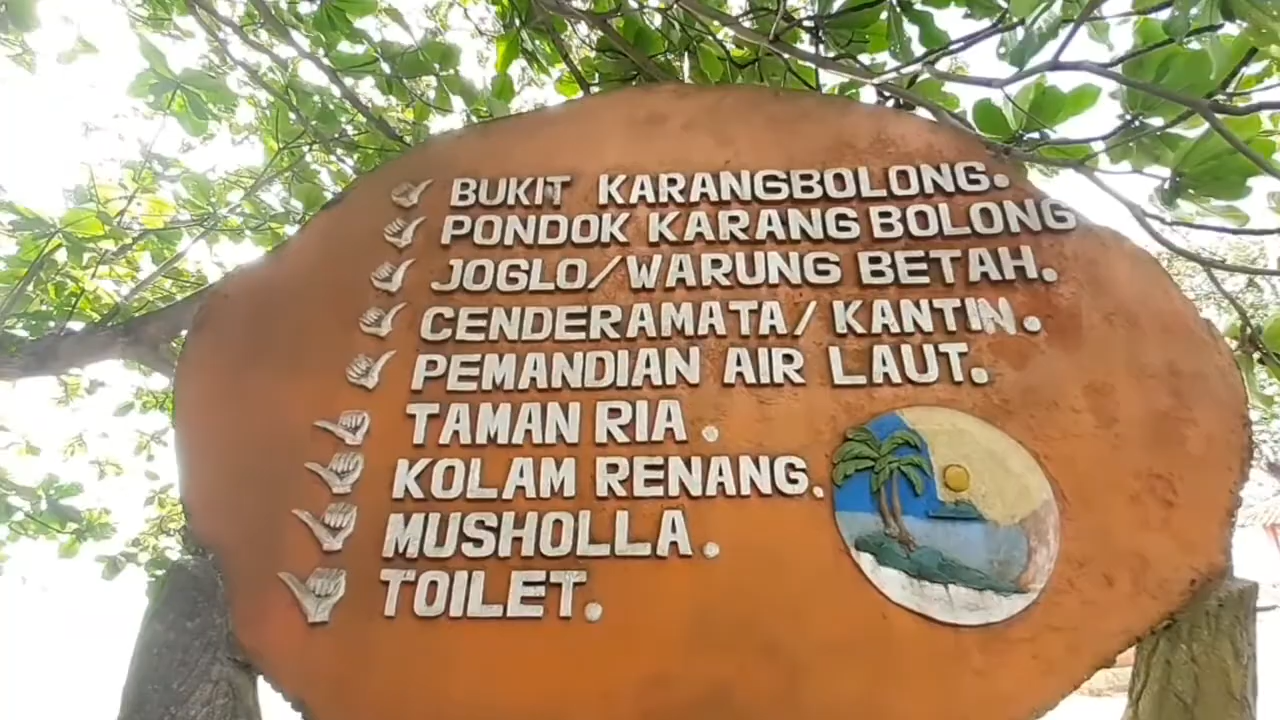 BUKIT KARANGBOLONG.
PONDOK KARANG BOLONG
JOGLO/WARUNG BETAH.
CENDERAMATA/ KANTIN.
PEMANDIAN AIR LAUT.
TAMAN RIA .
KOLAM RENANG.
MUSHOLLA .
TOILET.